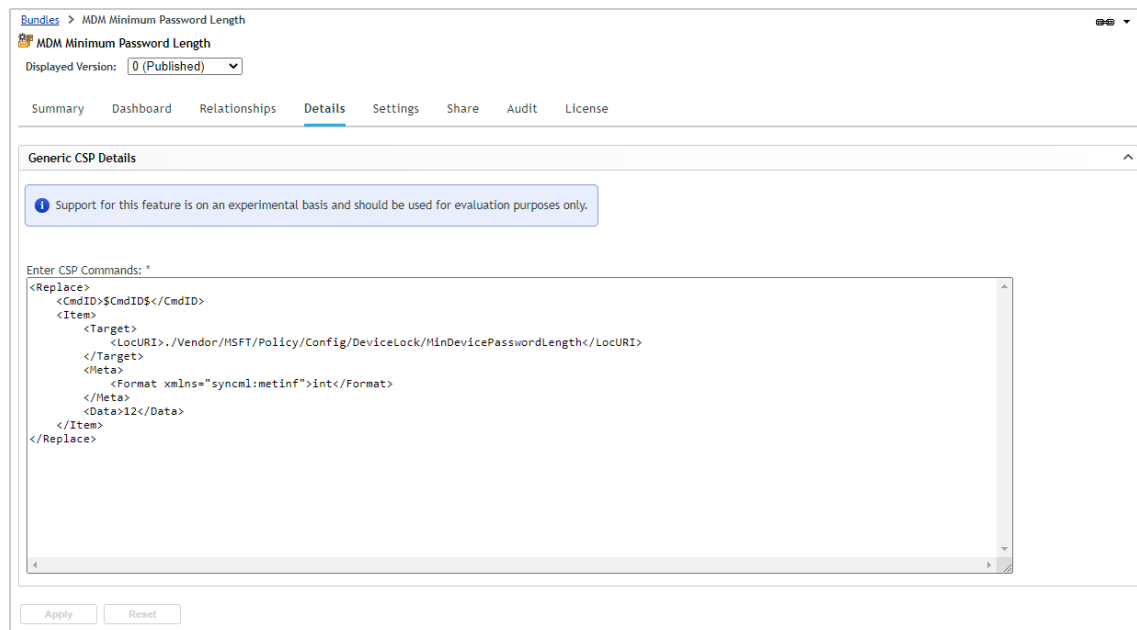 Bundles > MDM Minimum Password Length
MDM Minimum Password Length
Displayed Version: 0 (Published)
Summary Dashboard Relationships Details Settings Share Audit License
Generic CSP Details
Support for this feature is on an experimental basis and should be used for evaluation purposes only.
Enter CSP Commands: *
<Replace>
    <CmdID>$CmdID$</CmdID>
    <Item>
        <Target>
            <LocURI>./Vendor/MSFT/Policy/Config/DeviceLock/MinDevicePasswordLength</LocURI>
        </Target>
        <Meta>
            <Format xmlns="syncml:metinf">int</Format>
        </Meta>
        <Data>12</Data>
    </Item>
</Replace>
Apply Reset